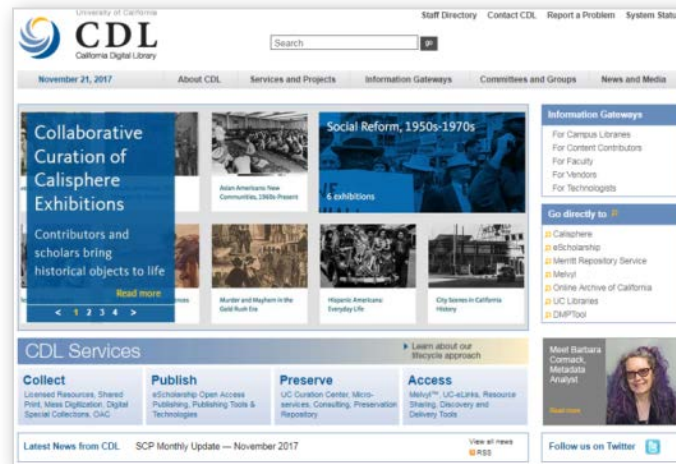 University of California
CDL
California Digital Library
Staff Directory Contact CDL Report a Problem System Statu
Search
go
November 21, 2017 About CDL Services and Projects Information Gateways Committees and Groups News and Media
Collaborative
Curation of
Calisphere
Exhibitions
Contributors and
scholars bring
historical objects to life
Read more
< 1 2 3 4 >
Asian Americans: New
Communities, 1960s-Present
Social Reform, 1950s-1970s
6 exhibitions
Murder and Mayhem in the
Gold Rush Era
Hispanic Americans:
Everyday Life
City Scenes in California
History
Information Gateways
For Campus Libraries
For Content Contributors
For Faculty
For Vendors
For Technologists
Go directly to
Calisphere
eScholarship
Merritt Repository Service
Melvyl
Online Archive of California
UC Libraries
DMPTool
CDL Services
Learn about our
lifecycle approach
Collect
Licensed Resources, Shared
Print, Mass Digitization, Digital
Special Collections, OAC
Publish
eScholarship Open Access
Publishing, Publishing Tools &
Technologies
Preserve
UC Curation Center, Micro-
services, Consulting, Preservation
Repository
Access
Melvyl™, UC-eLinks, Resource
Sharing, Discovery and
Delivery Tools
Meet Barbara
Cormack,
Metadata
Analyst
Read more
Latest News from CDL SCP Monthly Update — November 2017
View all news
RSS
Follow us on Twitter